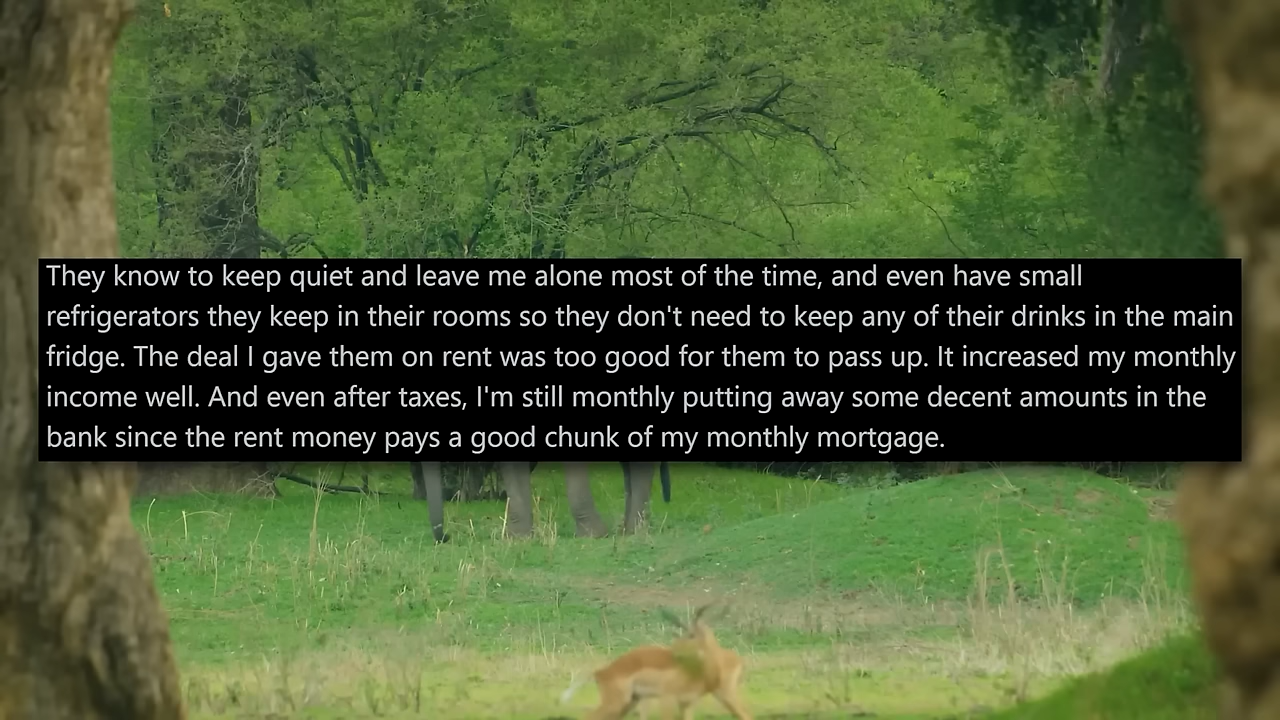 They know to keep quiet and leave me alone most of the time, and even have small
refrigerators they keep in their rooms so they don't need to keep any of their drinks in the main
fridge. The deal I gave them on rent was too good for them to pass up. It increased my monthly
income well. And even after taxes, I'm still monthly putting away some decent amounts in the
bank since the rent money pays a good chunk of my monthly mortgage.